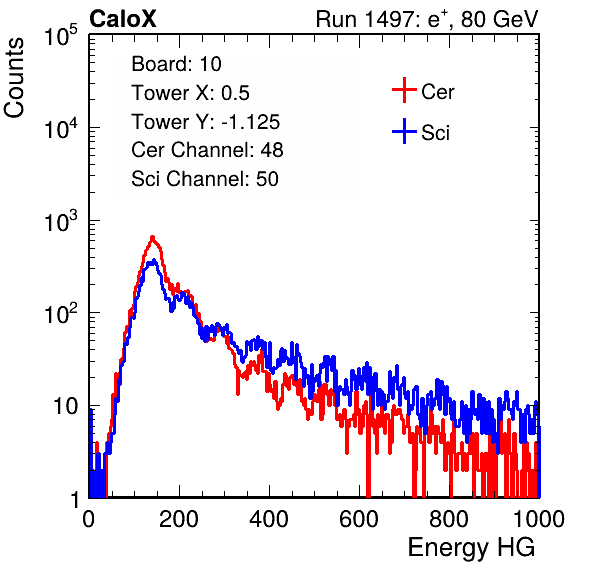 CaloX Run 1497: e⁺, 80 GeV
Counts
10⁵
10⁴
10³
10²
10
1
Board: 10
Tower X: 0.5
Tower Y: -1.125
Cer Channel: 48
Sci Channel: 50
Cer
Sci
0 200 400 600 800 1000
Energy HG